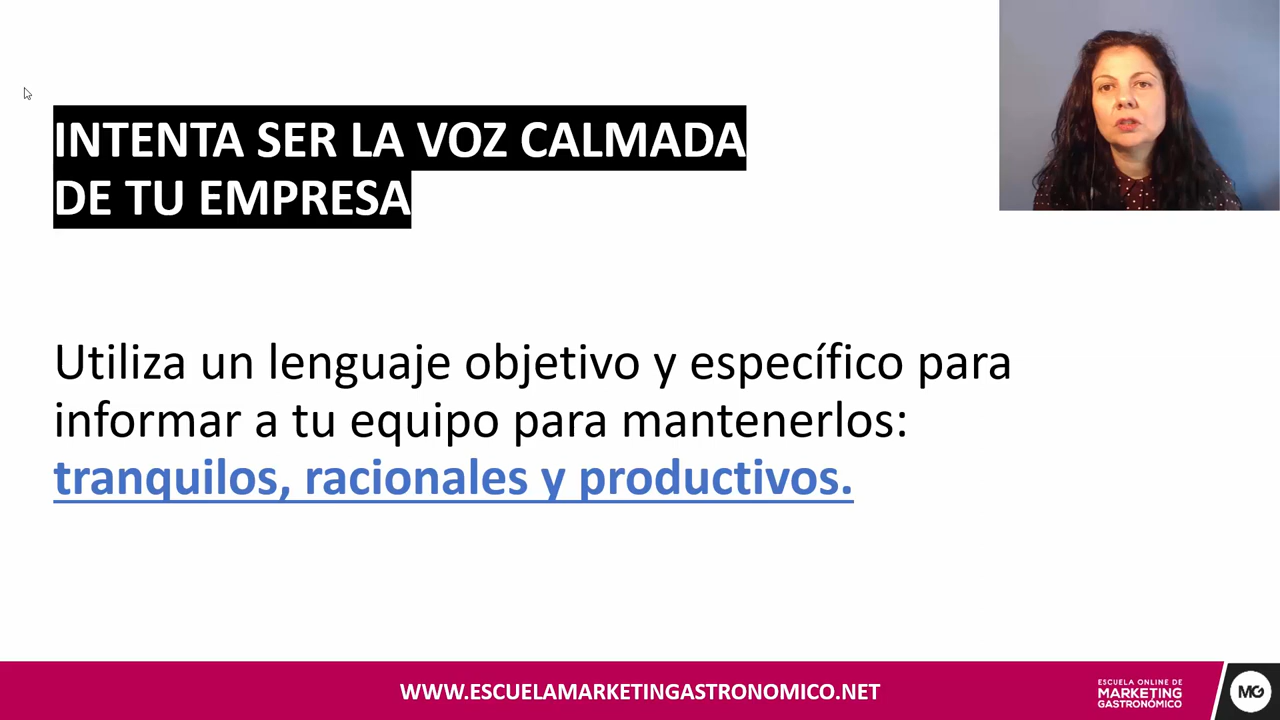 INTENTA SER LA VOZ CALMADA
DE TU EMPRESA
Utiliza un lenguaje objetivo y específico para
informar a tu equipo para mantenerlos:
tranquilos, racionales y productivos.
WWW.ESCUELAMARKETINGASTRONOMICO.NET
ESCUELA ONLINE DE
MARKETING
GASTRONÓMICO
MG